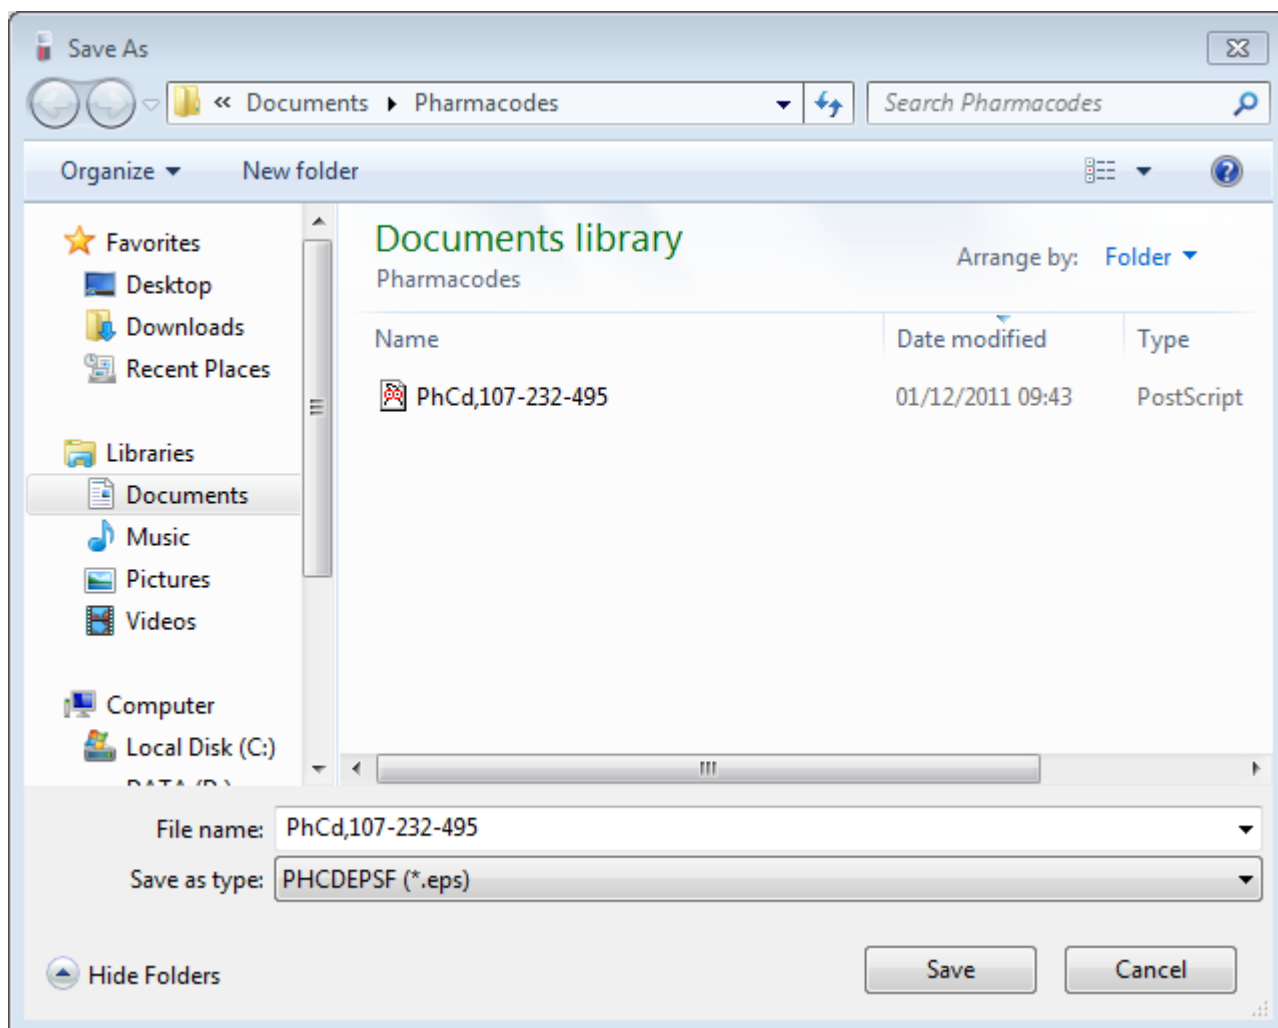 Save As
« Documents Pharmacodes
Search Pharmacodes
Organize
New folder
Favorites
Desktop
Downloads
Recent Places
Libraries
Documents
Music
Pictures
Videos
Computer
Local Disk (C:)
Documents library
Pharmacodes
Arrange by: Folder
Name Date modified Type
PhCd,107-232-495 01/12/2011 09:43 PostScript
File name: PhCd,107-232-495
Save as type: PHCDEPSF (*.eps)
Hide Folders
Save
Cancel